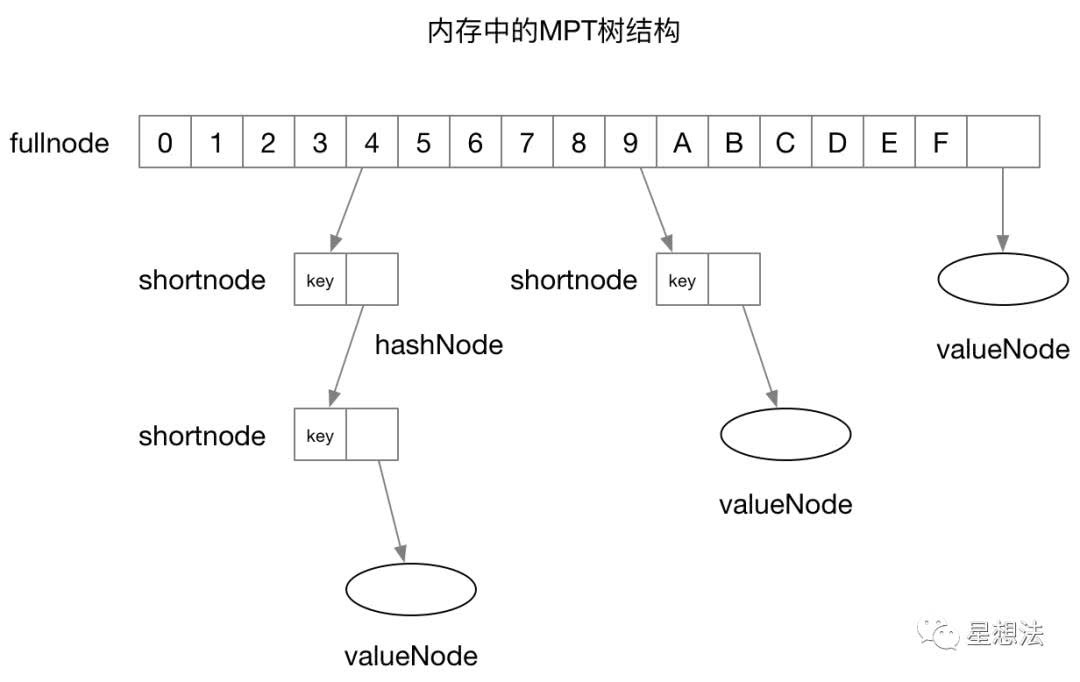 内存中的MPT树结构
fullnode 0 1 2 3 4 5 6 7 8 9 A B C D E F
shortnode key shortnode key
hashNode valueNode
shortnode key
valueNode
valueNode
星想法